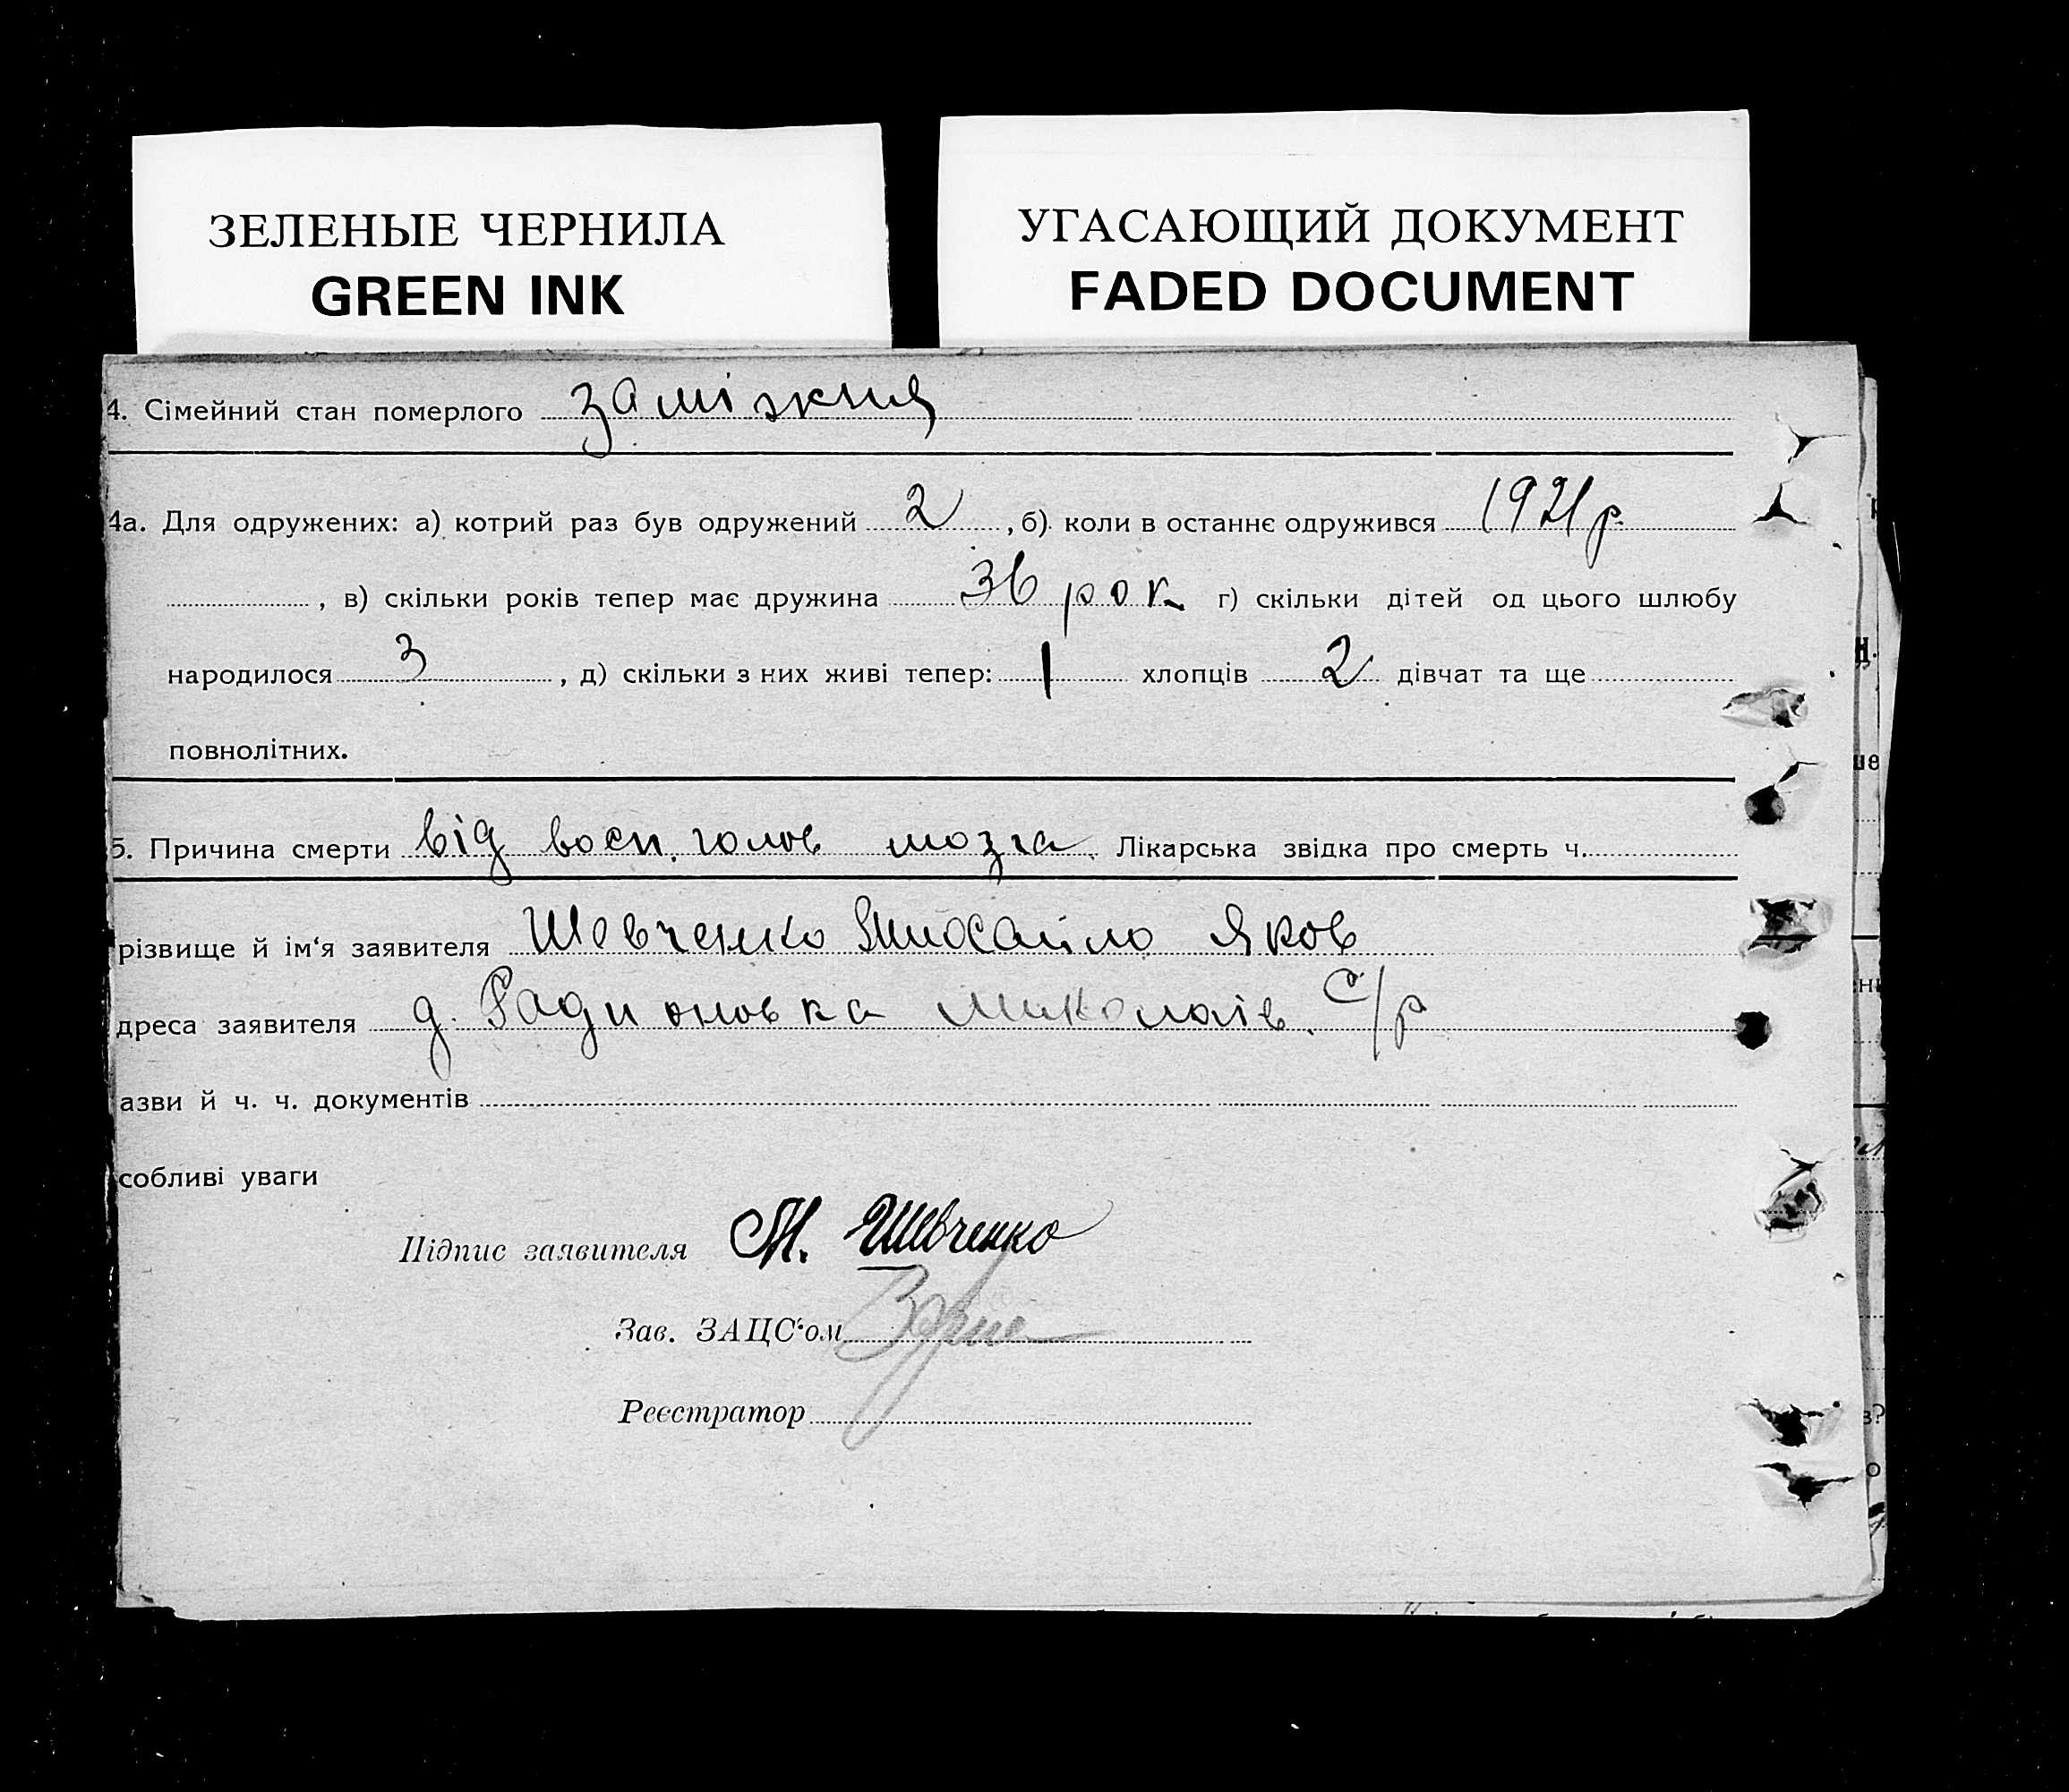 ЗЕЛЕНЫЕ ЧЕРНИЛА
GREEN INK
УГАСАЮЩИЙ ДОКУМЕНТ
FADED DOCUMENT
4. Сімейний стан померлого заміжний
4а. Для одружених: а) котрий раз був одружений 2, б) коли в останнє одружився 1921 р.
, в) скільки років тепер має дружина 36 рок г) скільки дітей од цього шлюбу
народилося 3, д) скільки з них живі тепер: 1 хлопців 2 дівчат та ще
повнолітних.
5. Причина смерти від восп. голов мозга. Лікарська звідка про смерть ч.
різвище й ім'я заявителя Шевченко Михайло Яков
дреса заявителя д. Радионовка Миколаїв. с/р
азви й ч. ч. документів
собливі уваги
Підпис заявителя М. Шевченко
Зав. ЗАЦС'ом
Реєстратор